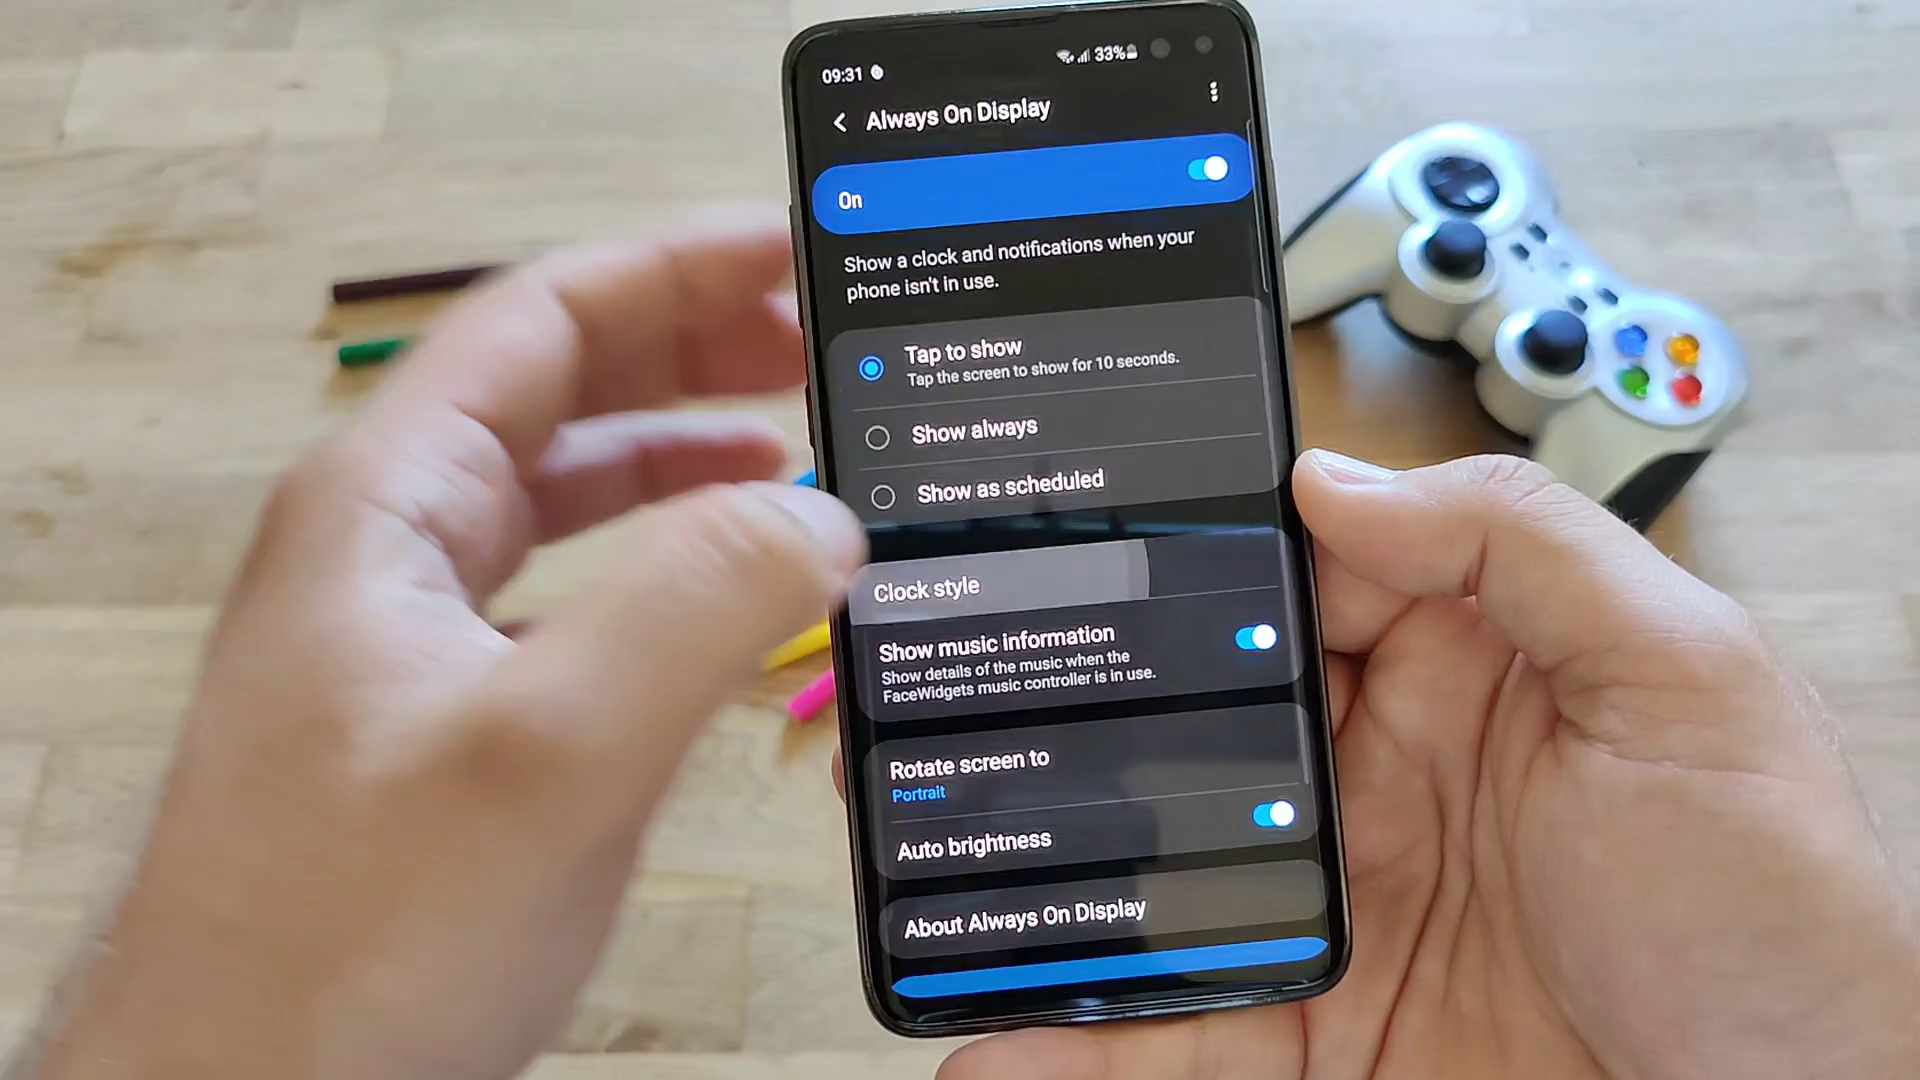 09:31
33%
Always On Display
On
Show a clock and notifications when your
phone isn't in use.
Tap to show
Tap the screen to show for 10 seconds.
Show always
Show as scheduled
Clock style
Show music information
Show details of the music when the
FaceWidgets music controller is in use.
Rotate screen to
Portrait
Auto brightness
About Always On Display